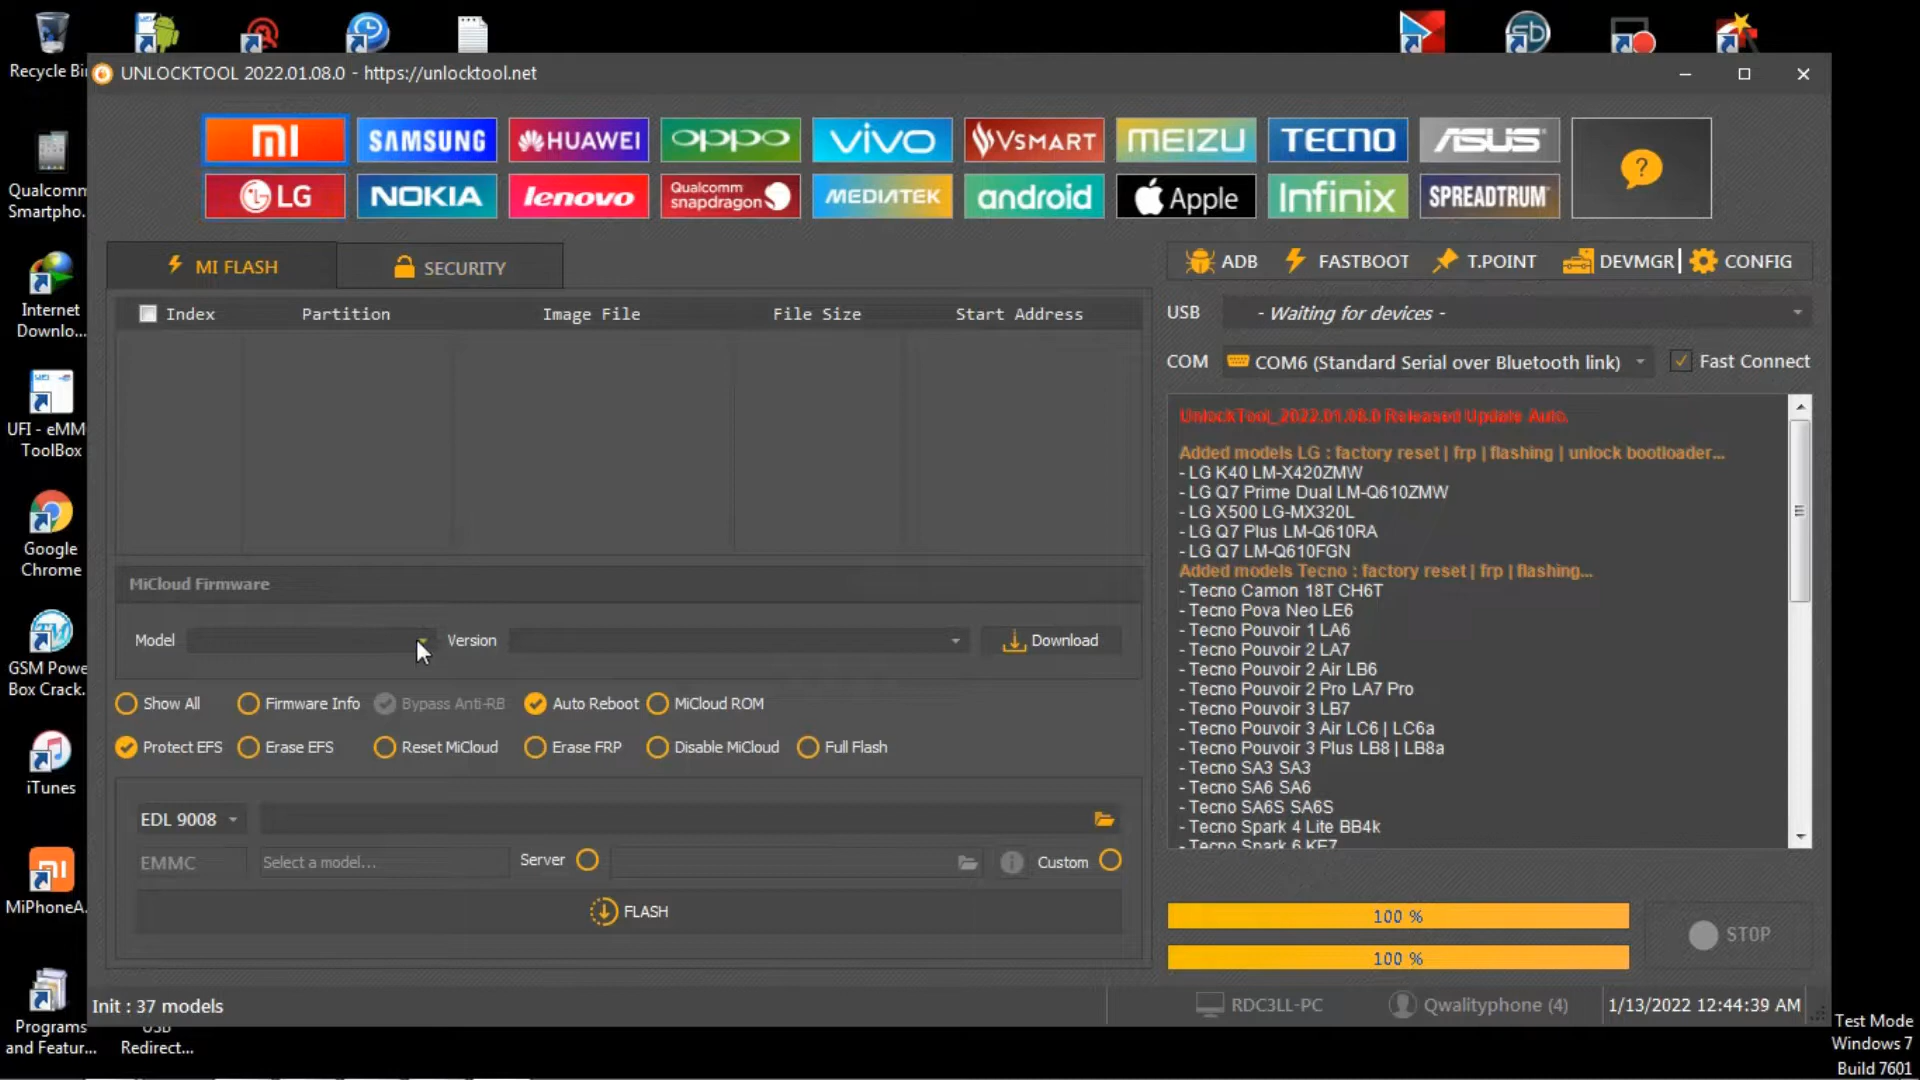 Recycle Bi
UNLOCKTOOL 2022.01.08.0 - https://unlocktool.net
mi
SAMSUNG
HUAWEI
oppo
vivo
VSMART
MEIZU
TECNO
ASUS
?
LG
NOKIA
lenovo
Qualcomm
snapdragon
MEDIATEK
android
Apple
Infinix
SPREADTRUM
Qualcomm
Smartpho...
Internet
Downlo...
UFI
UFI - eMM
ToolBox
Google
Chrome
GSM Powe
Box Crack.
iTunes
MiPhoneA.
Programs
and Featur...
USB
Redirect...
MI FLASH
SECURITY
ADB
FASTBOOT
T.POINT
DEVMGR
CONFIG
Index
Partition
Image File
File Size
Start Address
USB
- Waiting for devices -
COM
COM6 (Standard Serial over Bluetooth link)
Fast Connect
UnlockTool_2022.01.08.0 Released Update Auto.
Added models LG : factory reset | frp | flashing | unlock bootloader...
- LG K40 LM-X420ZMW
- LG Q7 Prime Dual LM-Q610ZMW
- LG X500 LG-MX320L
- LG Q7 Plus LM-Q610RA
- LG Q7 LM-Q610FGN
Added models Tecno : factory reset | frp | flashing...
- Tecno Camon 18T CH6T
- Tecno Pova Neo LE6
- Tecno Pouvoir 1 LA6
- Tecno Pouvoir 2 LA7
- Tecno Pouvoir 2 Air LB6
- Tecno Pouvoir 2 Pro LA7 Pro
- Tecno Pouvoir 3 LB7
- Tecno Pouvoir 3 Air LC6 | LC6a
- Tecno Pouvoir 3 Plus LB8 | LB8a
- Tecno SA3 SA3
- Tecno SA6 SA6
- Tecno SA6S SA6S
- Tecno Spark 4 Lite BB4k
- Tecno Spark 6 KE7
MiCloud Firmware
Model
Version
Download
Show All
Firmware Info
Bypass Anti-RB
Auto Reboot
MiCloud ROM
Protect EFS
Erase EFS
Reset MiCloud
Erase FRP
Disable MiCloud
Full Flash
EDL 9008
EMMC
Select a model...
Server
Custom
FLASH
100 %
100 %
STOP
Init : 37 models
RDC3LL-PC
Qwalityphone (4)
1/13/2022 12:44:39 AM
Test Mode
Windows 7
Build 7601